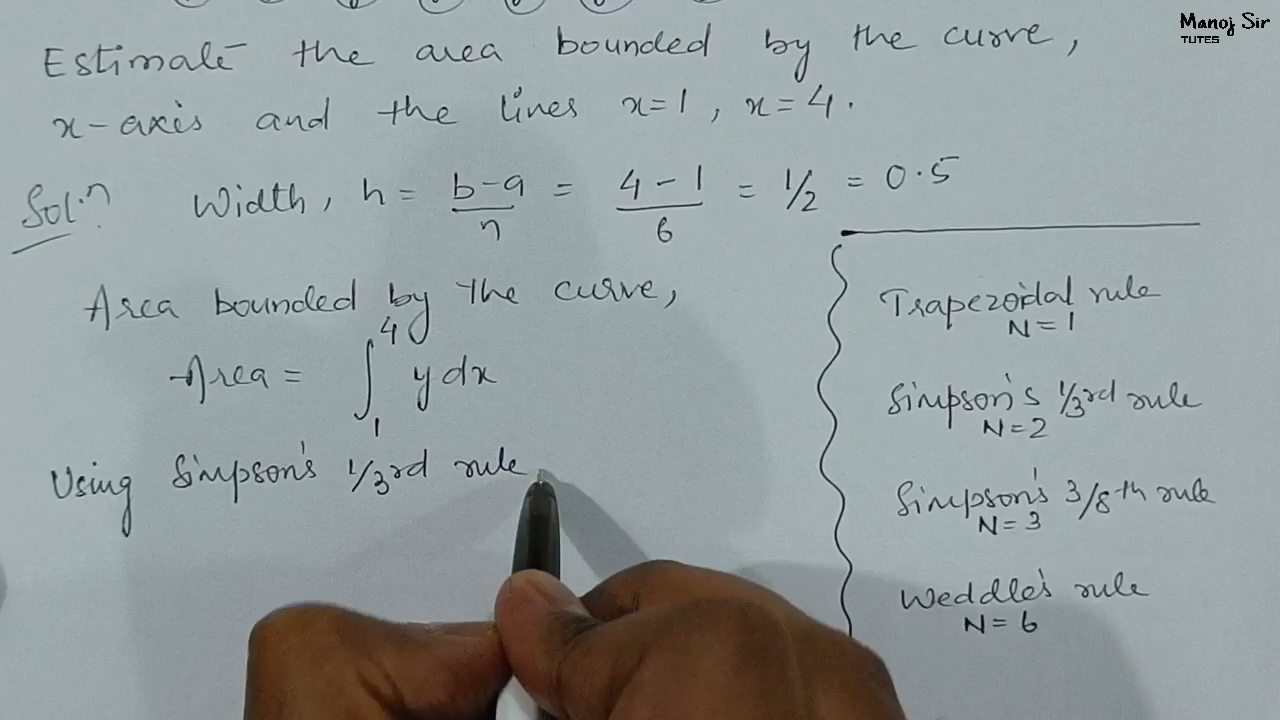 Manoj Sir
TUTES
Estimate the area bounded by the curve,
x-axis and the lines x=1, x=4.
Sol.n Width, h = b-a/n = 4-1/6 = 1/2 = 0.5
Area bounded by the curve,
Area = ∫₁⁴ y dx
Using Simpson's 1/3rd rule
Trapezoidal rule
N=1
Simpson's 1/3rd rule
N=2
Simpson's 3/8th rule
N=3
Weddle's rule
N=6